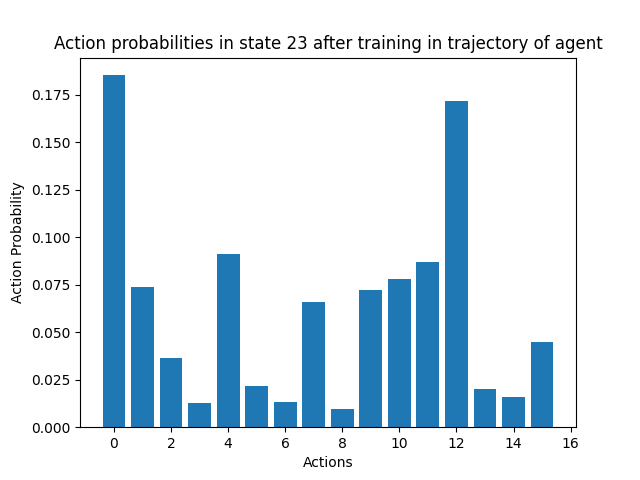 Action probabilities in state 23 after training in trajectory of agent
0.175
0.150
0.125
0.100
0.075
0.050
0.025
0.000
Action Probability
0 2 4 6 8 10 12 14 16
Actions